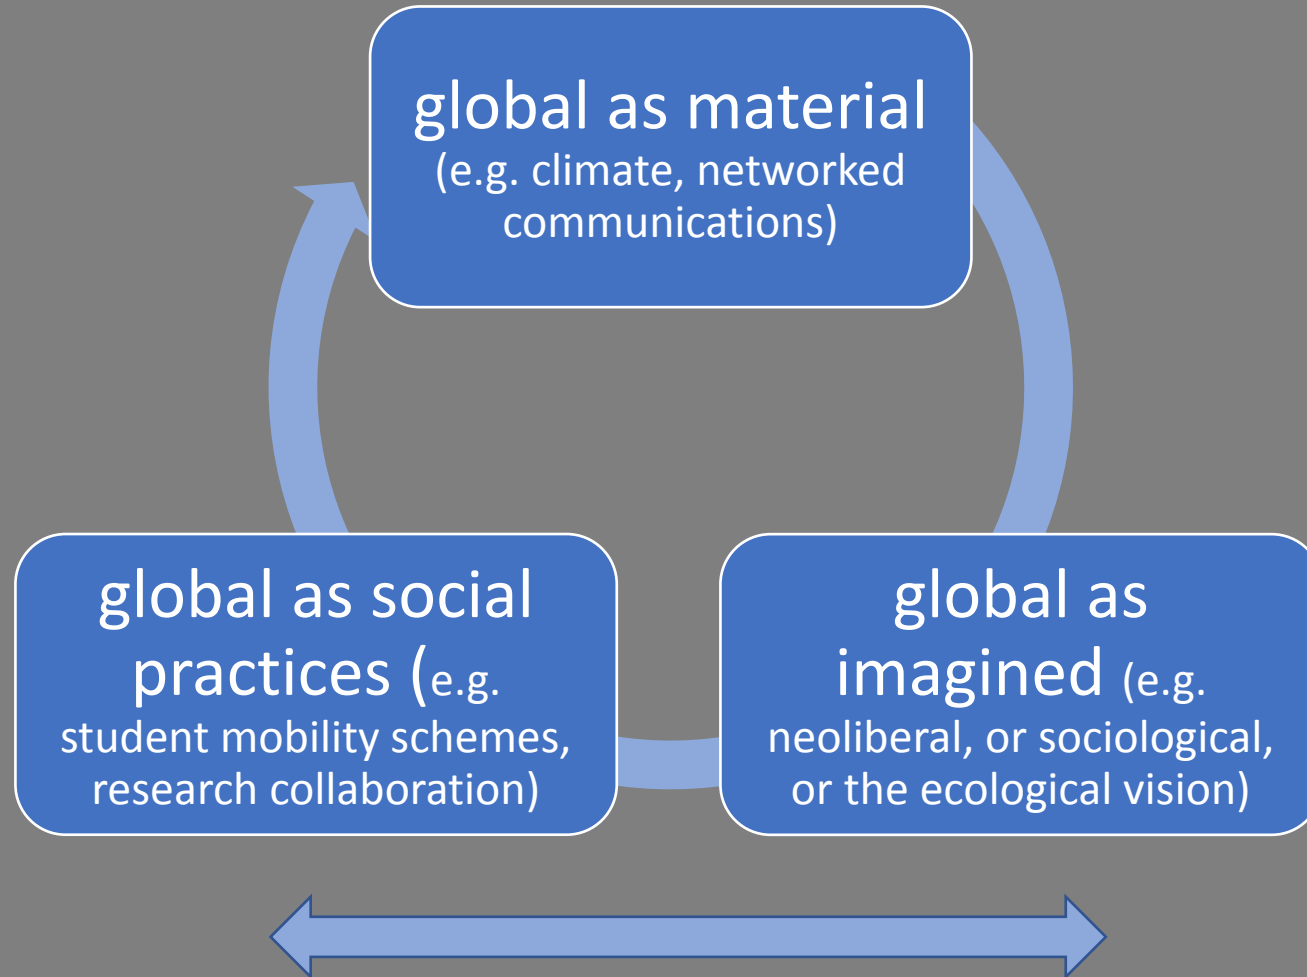 global as material
(e.g. climate, networked
communications)
global as social
practices (e.g.
student mobility schemes,
research collaboration)
global as
imagined (e.g.
neoliberal, or sociological,
or the ecological vision)